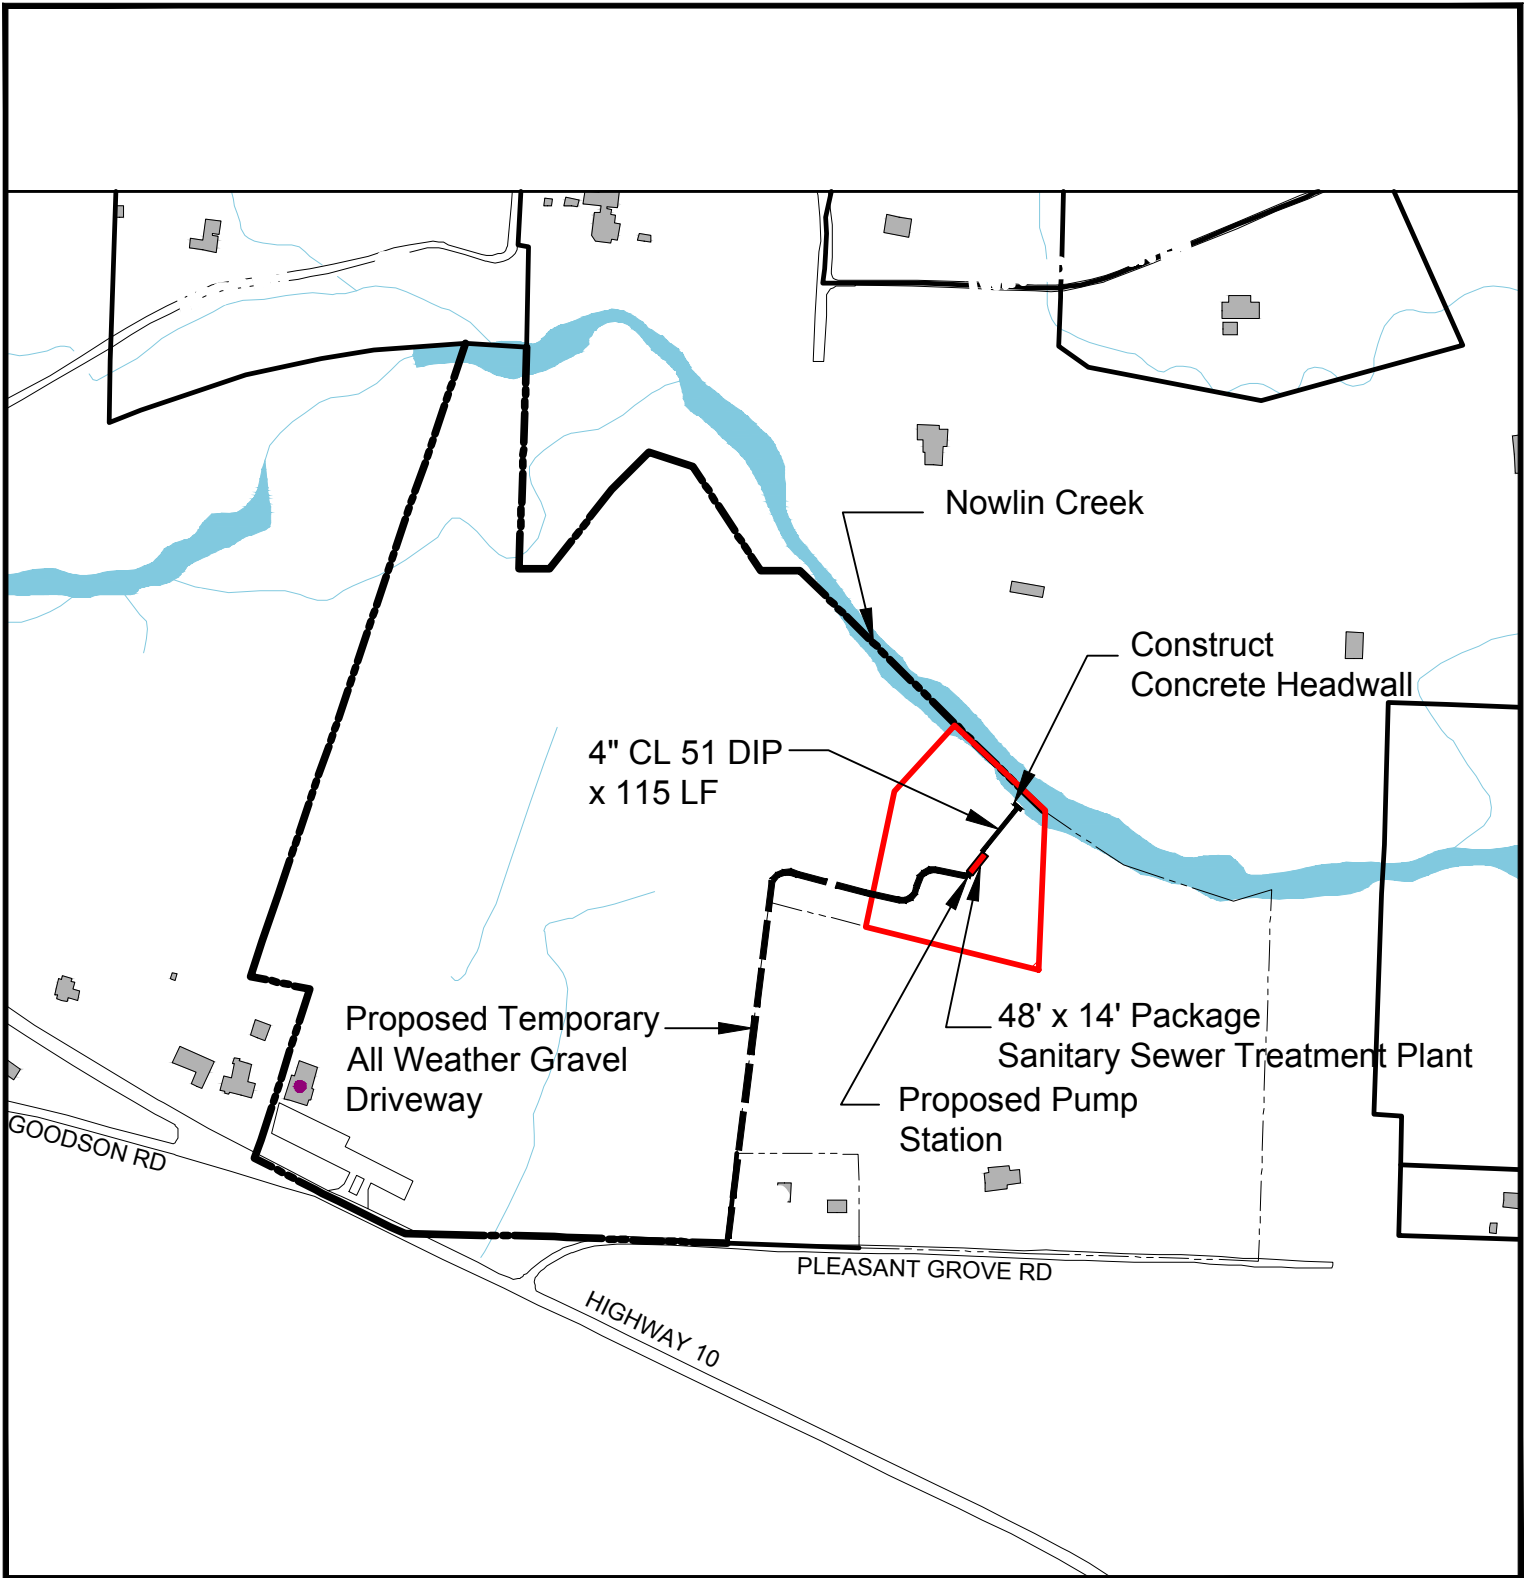 Nowlin Creek
Construct
Concrete Headwall
4" CL 51 DIP
x 115 LF
Proposed Temporary
All Weather Gravel
Driveway
48' x 14' Package
Sanitary Sewer Treatment Plant
Proposed Pump
Station
GOODSON RD
PLEASANT GROVE RD
HIGHWAY 10